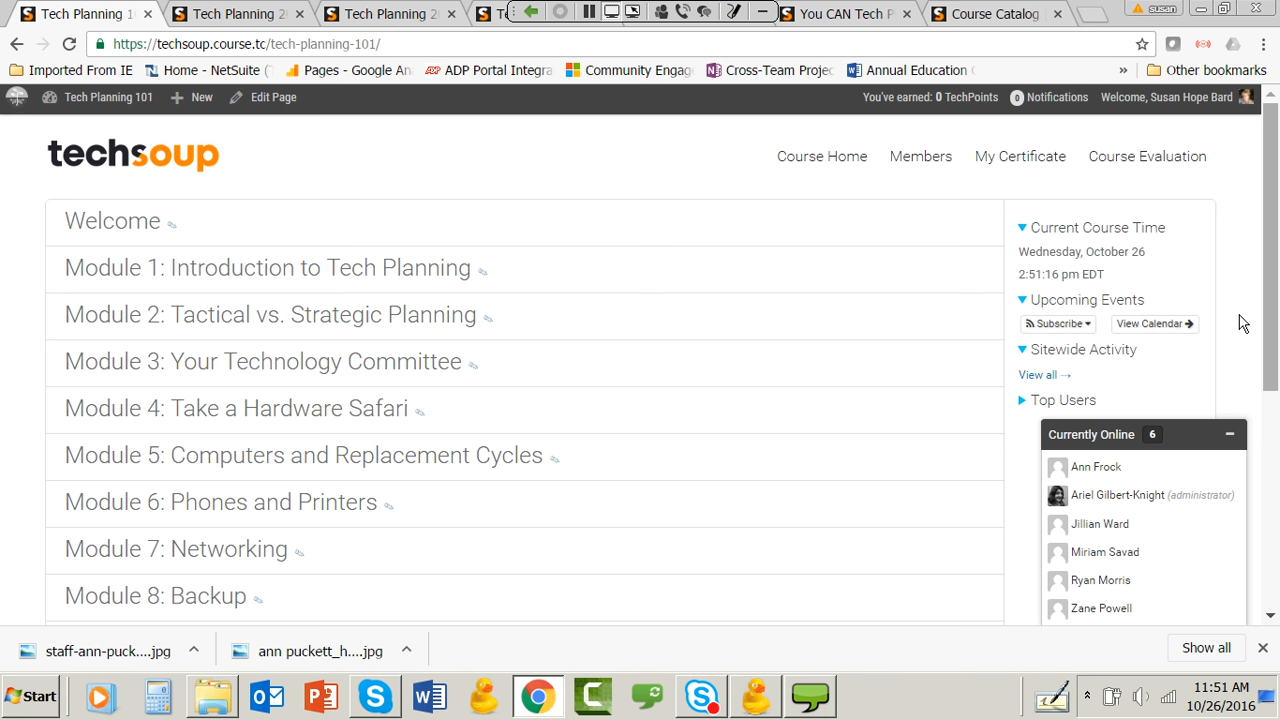 Tech Planning 1
Tech Planning 2
Tech Planning 2
You CAN Tech P
Course Catalog
susan
https://techsoup.course.tc/tech-planning-101/
Imported From IE
Home - NetSuite (
Pages - Google An
ADP Portal Integra
Community Engag
Cross-Team Projec
Annual Education
»
Other bookmarks
Tech Planning 101
New
Edit Page
You've earned: 0 TechPoints
0 Notifications
Welcome, Susan Hope Bard
techsoup
Course Home
Members
My Certificate
Course Evaluation
Welcome
Module 1: Introduction to Tech Planning
Module 2: Tactical vs. Strategic Planning
Module 3: Your Technology Committee
Module 4: Take a Hardware Safari
Module 5: Computers and Replacement Cycles
Module 6: Phones and Printers
Module 7: Networking
Module 8: Backup
Current Course Time
Wednesday, October 26
2:51:16 pm EDT
Upcoming Events
Subscribe
View Calendar
Sitewide Activity
View all →
Top Users
Currently Online 6
Ann Frock
Ariel Gilbert-Knight (administrator)
Jillian Ward
Miriam Savad
Ryan Morris
Zane Powell
staff-ann-puck....jpg
ann puckett_h....jpg
Show all
Start
11:51 AM
10/26/2016